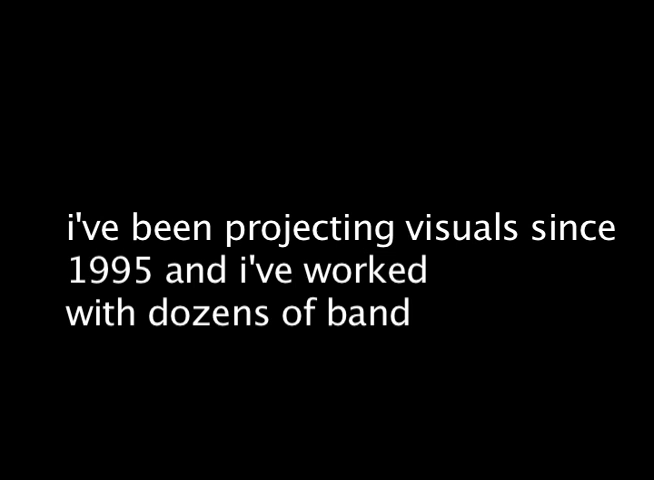 i've been projecting visuals since
1995 and i've worked
with dozens of band